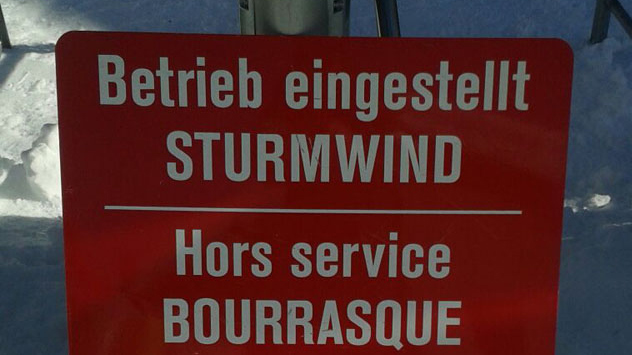 Betrieb eingestellt
STURMWIND
Hors service
BOURRASQUE